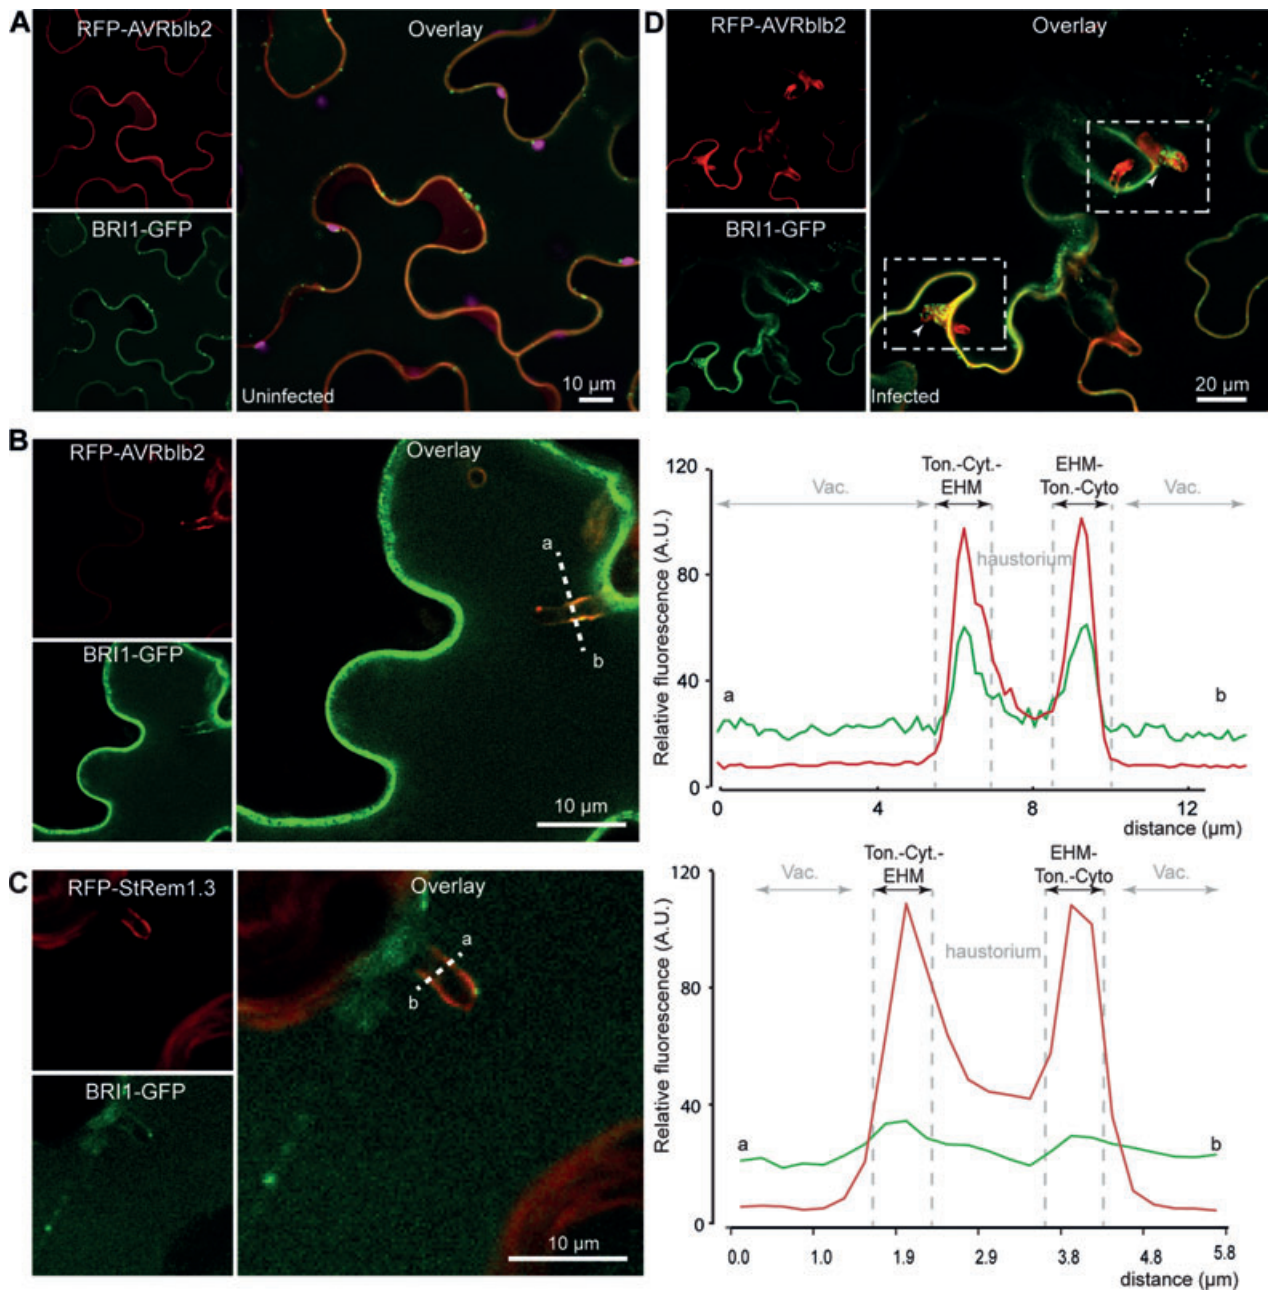 A
RFP-AVRblb2
Overlay
BRI1-GFP
Uninfected
10 µm
D
RFP-AVRblb2
Overlay
BRI1-GFP
Infected
20 µm
B
RFP-AVRblb2
Overlay
BRI1-GFP
a
b
10 µm
Relative fluorescence (A.U.)
120
80
40
0
Vac.
Ton.-Cyt.-
EHM
EHM-
Ton.-Cyto
Vac.
haustorium
a
b
0
4
8
12
distance (µm)
C
RFP-StRem1.3
Overlay
BRI1-GFP
a
b
10 µm
Relative fluorescence (A.U.)
120
80
40
0
Vac.
Ton.-Cyt.-
EHM
EHM-
Ton.-Cyto
Vac.
haustorium
a
b
0.0
1.0
1.9
2.9
3.8
4.8
5.8
distance (µm)